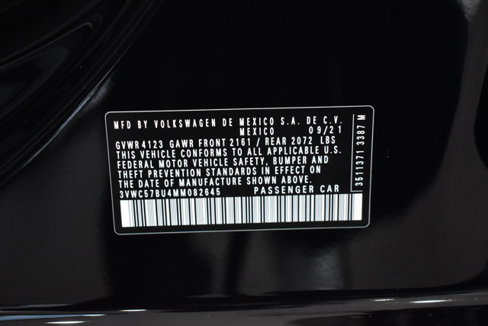 MFD BY VOLKSWAGEN DE MEXICO S.A. DE C.V.
MEXICO 09/21
GVWR 4123 GAWR FRONT 2161 / REAR 2072 LBS
THIS VEHICLE CONFORMS TO ALL APPLICABLE U.S.
FEDERAL MOTOR VEHICLE SAFETY, BUMPER AND
THEFT PREVENTION STANDARDS IN EFFECT ON
THE DATE OF MANUFACTURE SHOWN ABOVE.
3VWC57BU4MM082645 PASSENGER CAR
3511371 3387 M